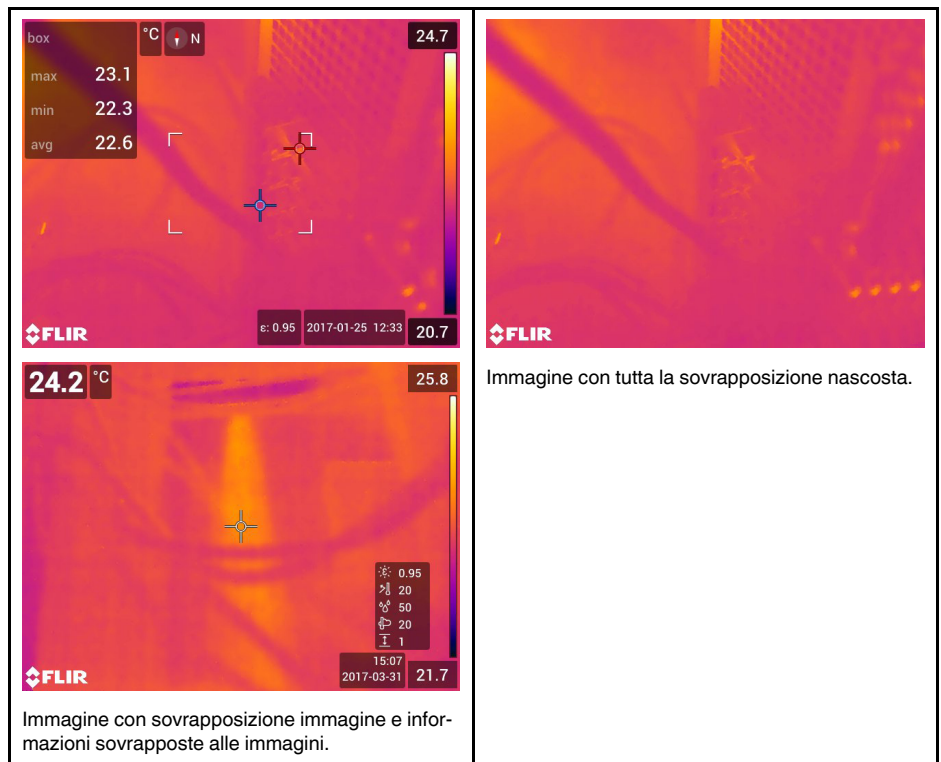 box
°C
N
24.7
max 23.1
min 22.3
avg 22.6
ε: 0.95
2017-01-25 12:33
20.7
FLIR
24.2 °C
25.8
ε 0.95
20
50
20
1
15:07
2017-03-31
21.7
FLIR
Immagine con sovrapposizione immagine e infor-
mazioni sovrapposte alle immagini.
FLIR
Immagine con tutta la sovrapposizione nascosta.